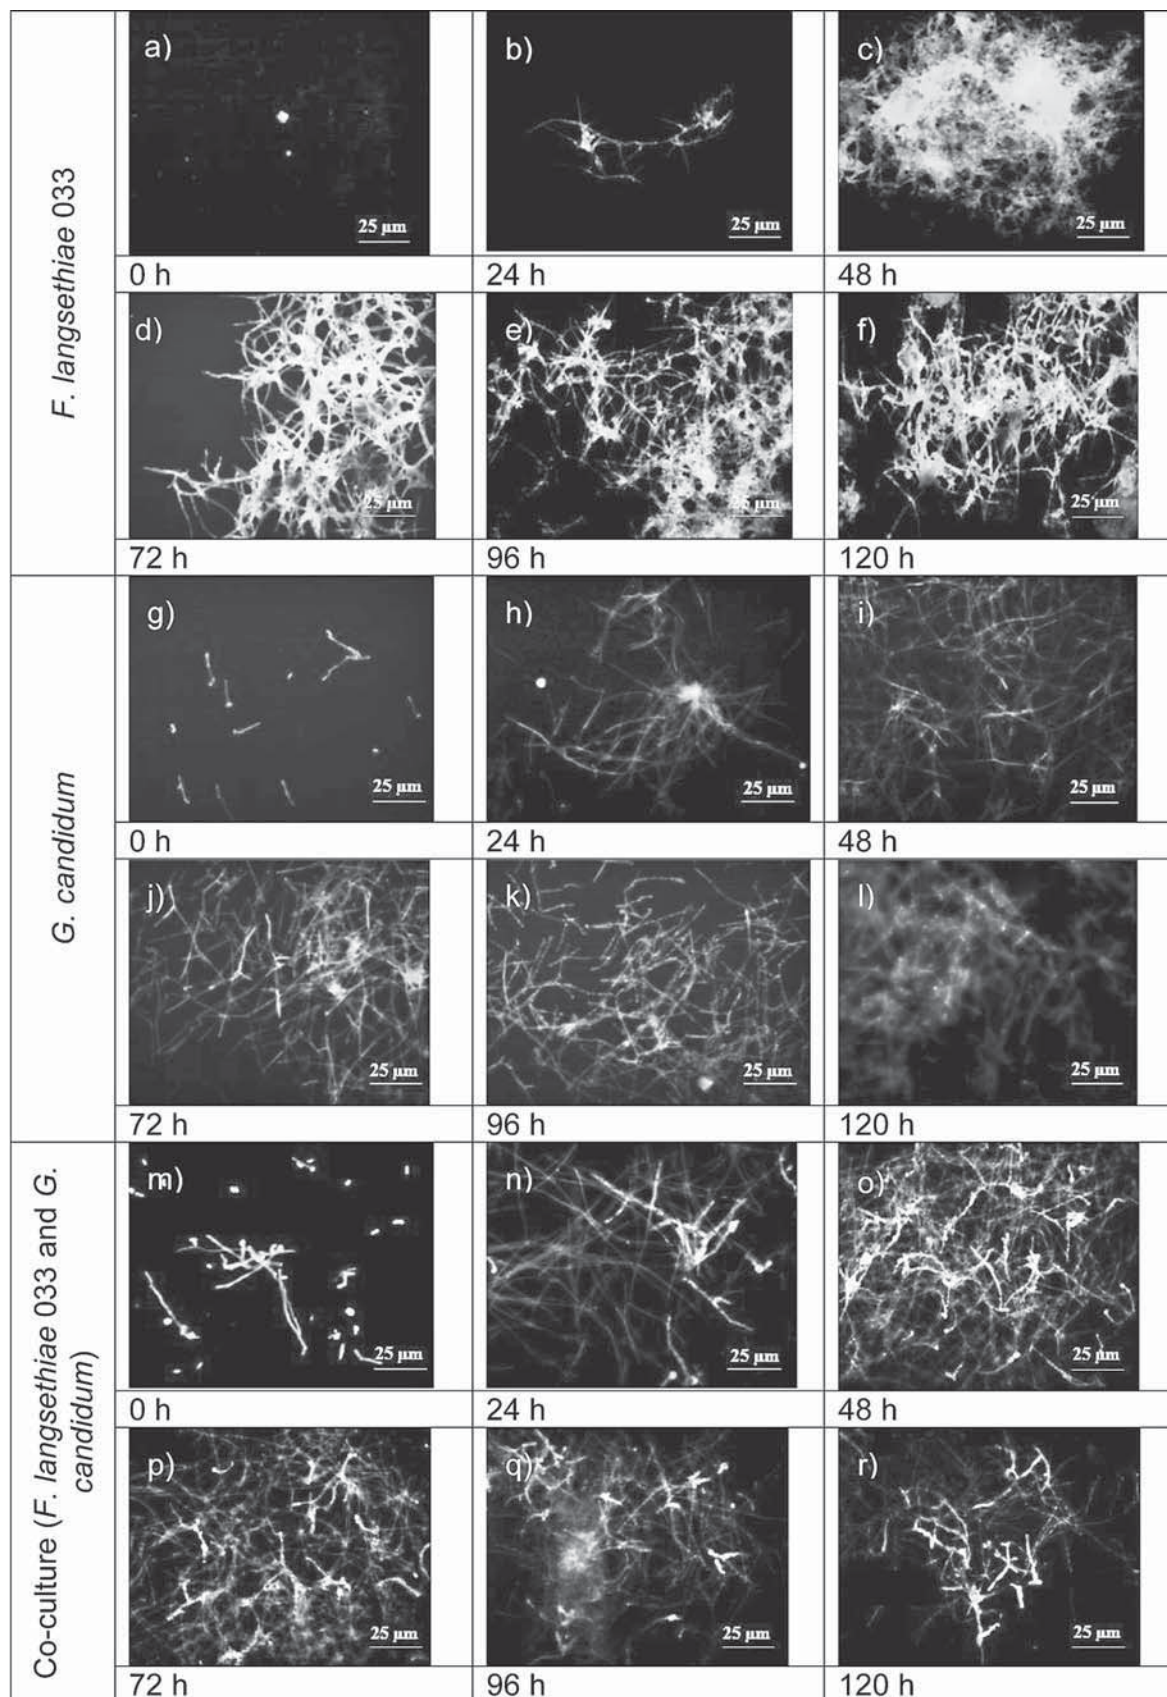 F. langsethiae 033
a)
b)
c)
25 µm
25 µm
25 µm
0 h
24 h
48 h
d)
e)
f)
25 µm
25 µm
25 µm
72 h
96 h
120 h
G. candidum
g)
h)
i)
25 µm
25 µm
25 µm
0 h
24 h
48 h
j)
k)
l)
25 µm
25 µm
25 µm
72 h
96 h
120 h
Co-culture (F. langsethiae 033 and G.
candidum)
m)
n)
o)
25 µm
25 µm
25 µm
0 h
24 h
48 h
p)
q)
r)
25 µm
25 µm
25 µm
72 h
96 h
120 h